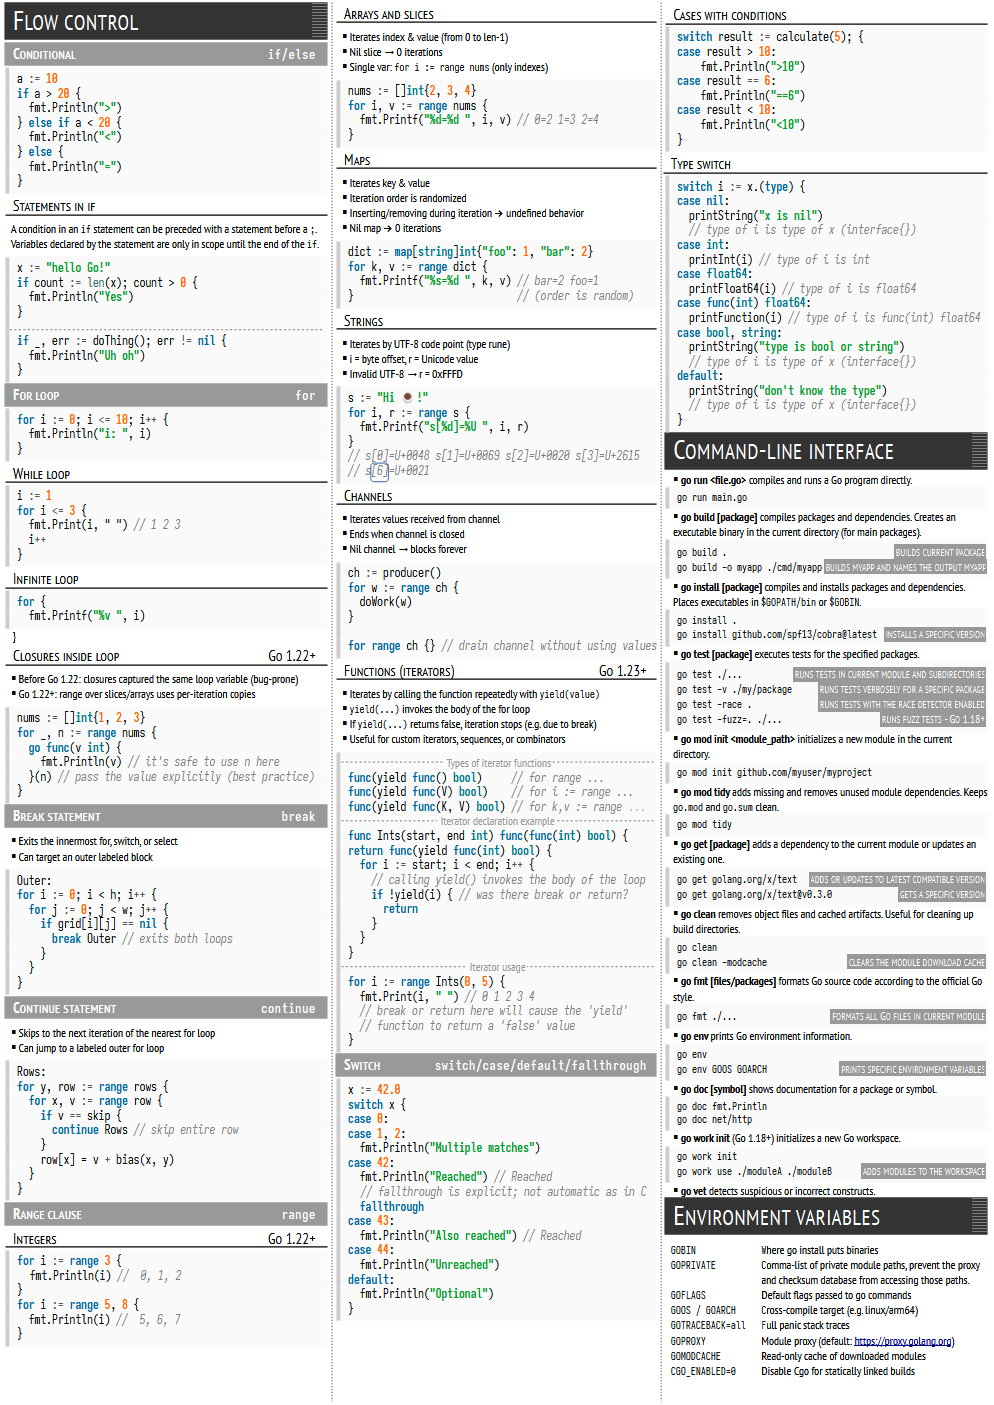 FLOW CONTROL
CONDITIONAL if/else
a := 10
if a > 20 {
fmt.Println(">")
} else if a < 20 {
fmt.Println("<")
} else {
fmt.Println("=")
}
STATEMENTS IN IF
A condition in an if statement can be preceded with a statement before a ;.
Variables declared by the statement are only in scope until the end of the if.
x := "hello Go!"
if count := len(x); count > 0 {
fmt.Println("Yes")
}
if _, err := doThing(); err != nil {
fmt.Println("Uh oh")
}
FOR LOOP for
for i := 0; i <= 10; i++ {
fmt.Println("i: ", i)
}
WHILE LOOP
i := 1
for i <= 3 {
fmt.Print(i, " ") // 1 2 3
i++
}
INFINITE LOOP
for {
fmt.Printf("%v ", i)
}
CLOSURES INSIDE LOOP Go 1.22+
▪ Before Go 1.22: closures captured the same loop variable (bug-prone)
▪ Go 1.22+: range over slices/arrays uses per-iteration copies
nums := []int{1, 2, 3}
for _, n := range nums {
go func(v int) {
fmt.Println(v) // it's safe to use n here
}(n) // pass the value explicitly (best practice)
}
BREAK STATEMENT break
▪ Exits the innermost for, switch, or select
▪ Can target an outer labeled block
Outer:
for i := 0; i < h; i++ {
for j := 0; j < w; j++ {
if grid[i][j] == nil {
break Outer // exits both loops
}
}
}
CONTINUE STATEMENT continue
▪ Skips to the next iteration of the nearest for loop
▪ Can jump to a labeled outer for loop
Rows:
for y, row := range rows {
for x, v := range row {
if v == skip {
continue Rows // skip entire row
}
row[x] = v + bias(x, y)
}
}
RANGE CLAUSE range
INTEGERS Go 1.22+
for i := range 3 {
fmt.Println(i) // 0, 1, 2
}
for i := range 5, 8 {
fmt.Println(i) // 5, 6, 7
}
ARRAYS AND SLICES
▪ Iterates index & value (from 0 to len-1)
▪ Nil slice → 0 iterations
▪ Single var: for i := range nums (only indexes)
nums := []int{2, 3, 4}
for i, v := range nums {
fmt.Printf("%d=%d ", i, v) // 0=2 1=3 2=4
}
MAPS
▪ Iterates key & value
▪ Iteration order is randomized
▪ Inserting/removing during iteration → undefined behavior
▪ Nil map → 0 iterations
dict := map[string]int{"foo": 1, "bar": 2}
for k, v := range dict {
fmt.Printf("%s=%d ", k, v) // bar=2 foo=1
} // (order is random)
STRINGS
▪ Iterates by UTF-8 code point (type rune)
▪ i = byte offset, r = Unicode value
▪ Invalid UTF-8 → r = 0xFFFD
s := "Hi ☕!"
for i, r := range s {
fmt.Printf("s[%d]=%U ", i, r)
}
// s[0]=U+0048 s[1]=U+0069 s[2]=U+0020 s[3]=U+2615
// s[6]=U+0021
CHANNELS
▪ Iterates values received from channel
▪ Ends when channel is closed
▪ Nil channel → blocks forever
ch := producer()
for w := range ch {
doWork(w)
}
for range ch {} // drain channel without using values
FUNCTIONS (ITERATORS) Go 1.23+
▪ Iterates by calling the function repeatedly with yield(value)
▪ yield(...) invokes the body of the for loop
▪ If yield(...) returns false, iteration stops (e.g. due to break)
▪ Useful for custom iterators, sequences, or combinators
Types of iterator functions
func(yield func() bool) // for range ...
func(yield func(V) bool) // for i := range ...
func(yield func(K, V) bool) // for k,v := range ...
Iterator declaration example
func Ints(start, end int) func(func(int) bool) {
return func(yield func(int) bool) {
for i := start; i < end; i++ {
// calling yield() invokes the body of the loop
if !yield(i) { // was there break or return?
return
}
}
}
Iterator usage
for i := range Ints(0, 5) {
fmt.Print(i, " ") // 0 1 2 3 4
// break or return here will cause the 'yield'
// function to return a 'false' value
}
SWITCH switch/case/default/fallthrough
x := 42.0
switch x {
case 0:
case 1, 2:
fmt.Println("Multiple matches")
case 42:
fmt.Println("Reached") // Reached
// fallthrough is explicit; not automatic as in C
fallthrough
case 43:
fmt.Println("Also reached") // Reached
case 44:
fmt.Println("Unreached")
default:
fmt.Println("Optional")
}
CASES WITH CONDITIONS
switch result := calculate(5); {
case result > 10:
fmt.Println(">10")
case result == 6:
fmt.Println("==6")
case result < 10:
fmt.Println("<10")
}
TYPE SWITCH
switch i := x.(type) {
case nil:
printString("x is nil")
// type of i is type of x (interface{})
case int:
printInt(i) // type of i is int
case float64:
printFloat64(i) // type of i is float64
case func(int) float64:
printFunction(i) // type of i is func(int) float64
case bool, string:
printString("type is bool or string")
// type of i is type of x (interface{})
default:
printString("don't know the type")
// type of i is type of x (interface{})
}
COMMAND-LINE INTERFACE
▪ go run <file.go> compiles and runs a Go program directly.
go run main.go
▪ go build [package] compiles packages and dependencies. Creates an
executable binary in the current directory (for main packages).
go build . BUILDS CURRENT PACKAGE
go build -o myapp ./cmd/myapp BUILDS MYAPP AND NAMES THE OUTPUT MYAPP
▪ go install [package] compiles and installs packages and dependencies.
Places executables in $GOPATH/bin or $GOBIN.
go install .
go install github.com/spf13/cobra@latest INSTALLS A SPECIFIC VERSION
▪ go test [package] executes tests for the specified packages.
go test ./... RUNS TESTS IN CURRENT MODULE AND SUBDIRECTORIES
go test -v ./my/package RUNS TESTS VERBOSELY FOR A SPECIFIC PACKAGE
go test -race . RUNS TESTS WITH THE RACE DETECTOR ENABLED
go test -fuzz=. ./... RUNS FUZZ TESTS - GO 1.18+
▪ go mod init <module_path> initializes a new module in the current
directory.
go mod init github.com/myuser/myproject
▪ go mod tidy adds missing and removes unused module dependencies. Keeps
go.mod and go.sum clean.
go mod tidy
▪ go get [package] adds a dependency to the current module or updates an
existing one.
go get golang.org/x/text ADDS OR UPDATES TO LATEST COMPATIBLE VERSION
go get golang.org/x/text@v0.3.0 GETS A SPECIFIC VERSION
▪ go clean removes object files and cached artifacts. Useful for cleaning up
build directories.
go clean
go clean -modcache CLEARS THE MODULE DOWNLOAD CACHE
▪ go fmt [files/packages] formats Go source code according to the official Go
style.
go fmt ./... FORMATS ALL GO FILES IN CURRENT MODULE
▪ go env prints Go environment information.
go env
go env GOOS GOARCH PRINTS SPECIFIC ENVIRONMENT VARIABLES
▪ go doc [symbol] shows documentation for a package or symbol.
go doc fmt.Println
go doc net/http
▪ go work init (Go 1.18+) initializes a new Go workspace.
go work init
go work use ./moduleA ./moduleB ADDS MODULES TO THE WORKSPACE
▪ go vet detects suspicious or incorrect constructs.
ENVIRONMENT VARIABLES
GOBIN Where go install puts binaries
GOPRIVATE Comma-list of private module paths, prevent the proxy
and checksum database from accessing those paths.
GOFLAGS Default flags passed to go commands
GOOS / GOARCH Cross-compile target (e.g. linux/arm64)
GOTRACEBACK=all Full panic stack traces
GOPROXY Module proxy (default: https://proxy.golang.org)
GOMODCACHE Read-only cache of downloaded modules
CGO_ENABLED=0 Disable Cgo for statically linked builds